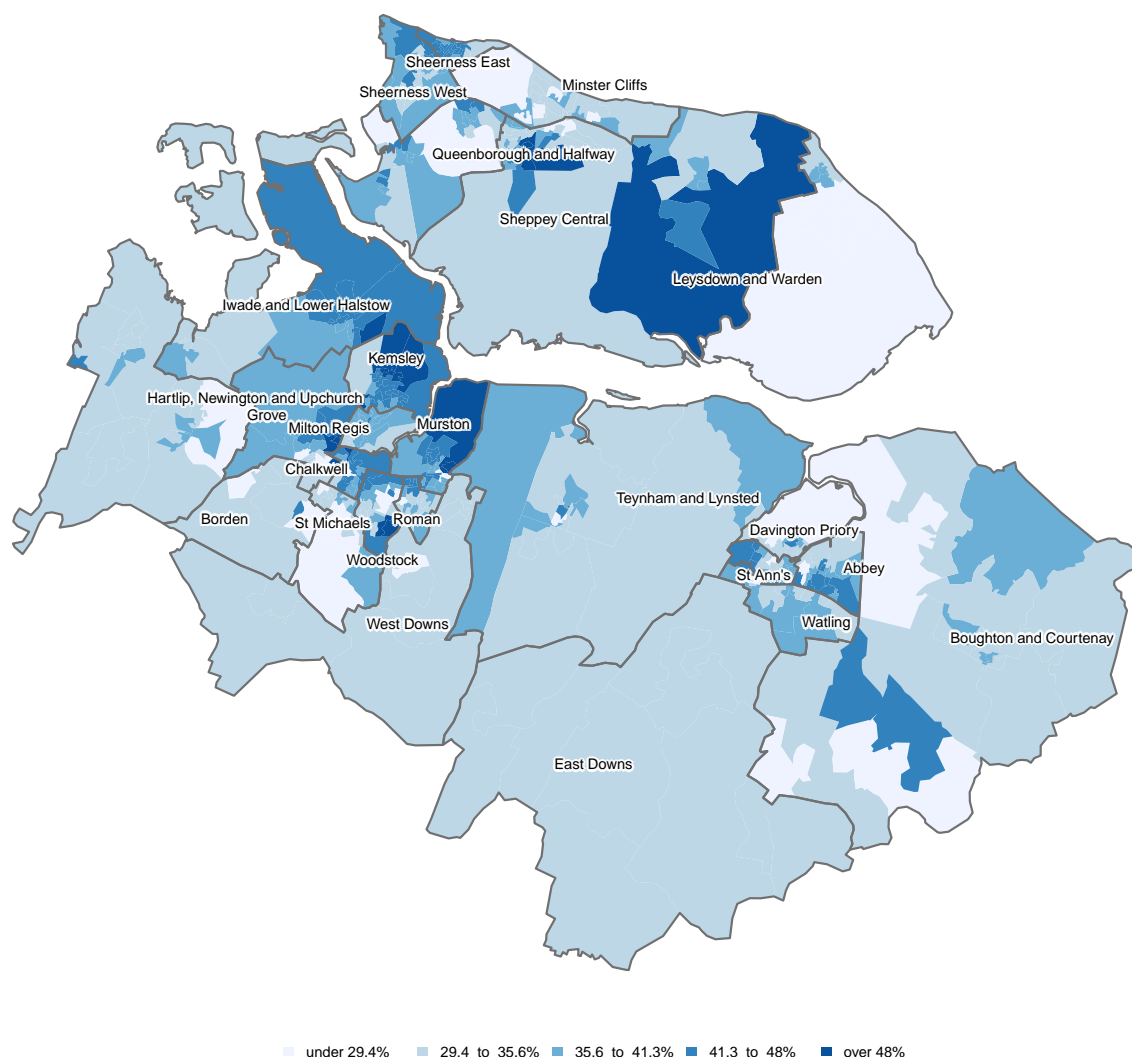 Sheerness East
Minster Cliffs
Sheerness West
Queenborough and Halfway
Sheppey Central
Leysdown and Warden
Iwade and Lower Halstow
Kemsley
Hartlip, Newington and Upchurch
Grove
Milton Regis
Murston
Chalkwell
Teynham and Lynsted
Borden
St Michaels
Roman
Davington Priory
Woodstock
St Ann's
Abbey
West Downs
Watling
Boughton and Courtenay
East Downs
under 29.4% 29.4 to 35.6% 35.6 to 41.3% 41.3 to 48% over 48%